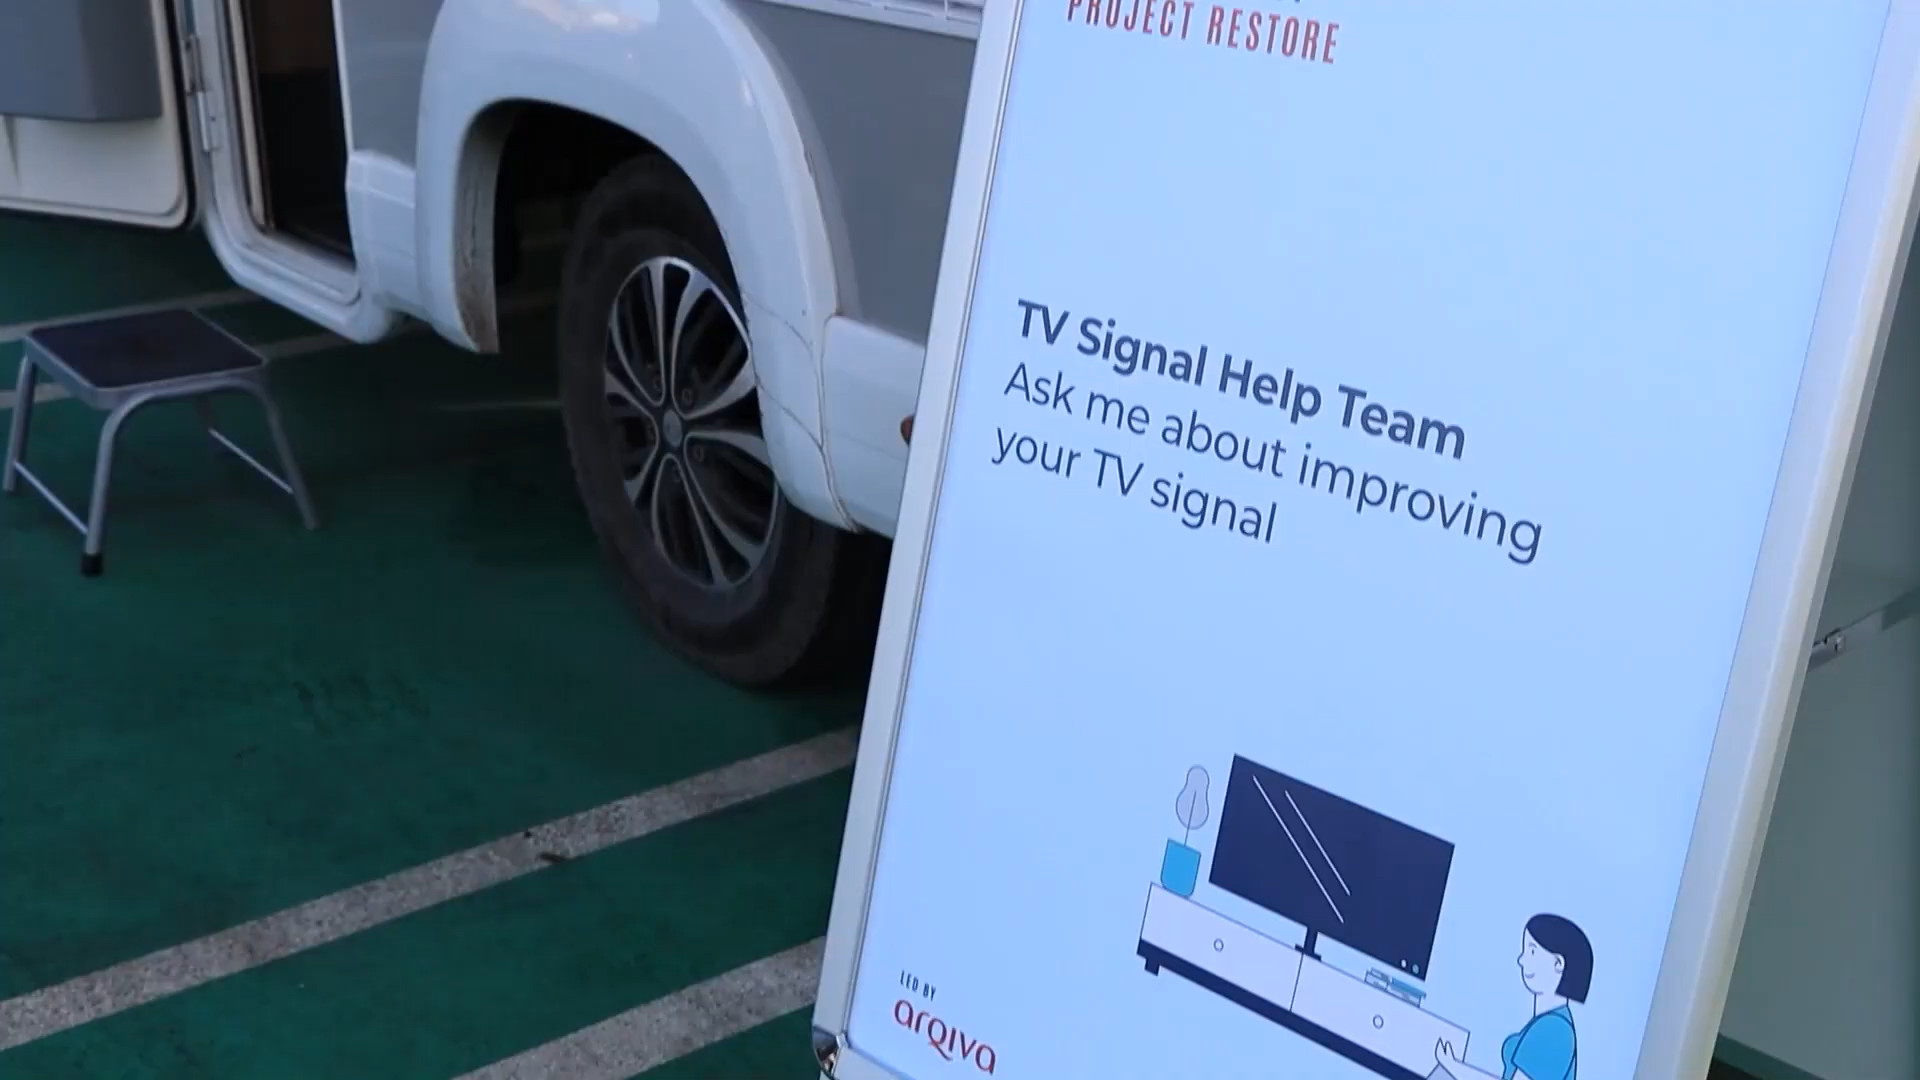 PROJECT RESTORE
TV Signal Help Team
Ask me about improving
your TV signal
LED BY
arqiva